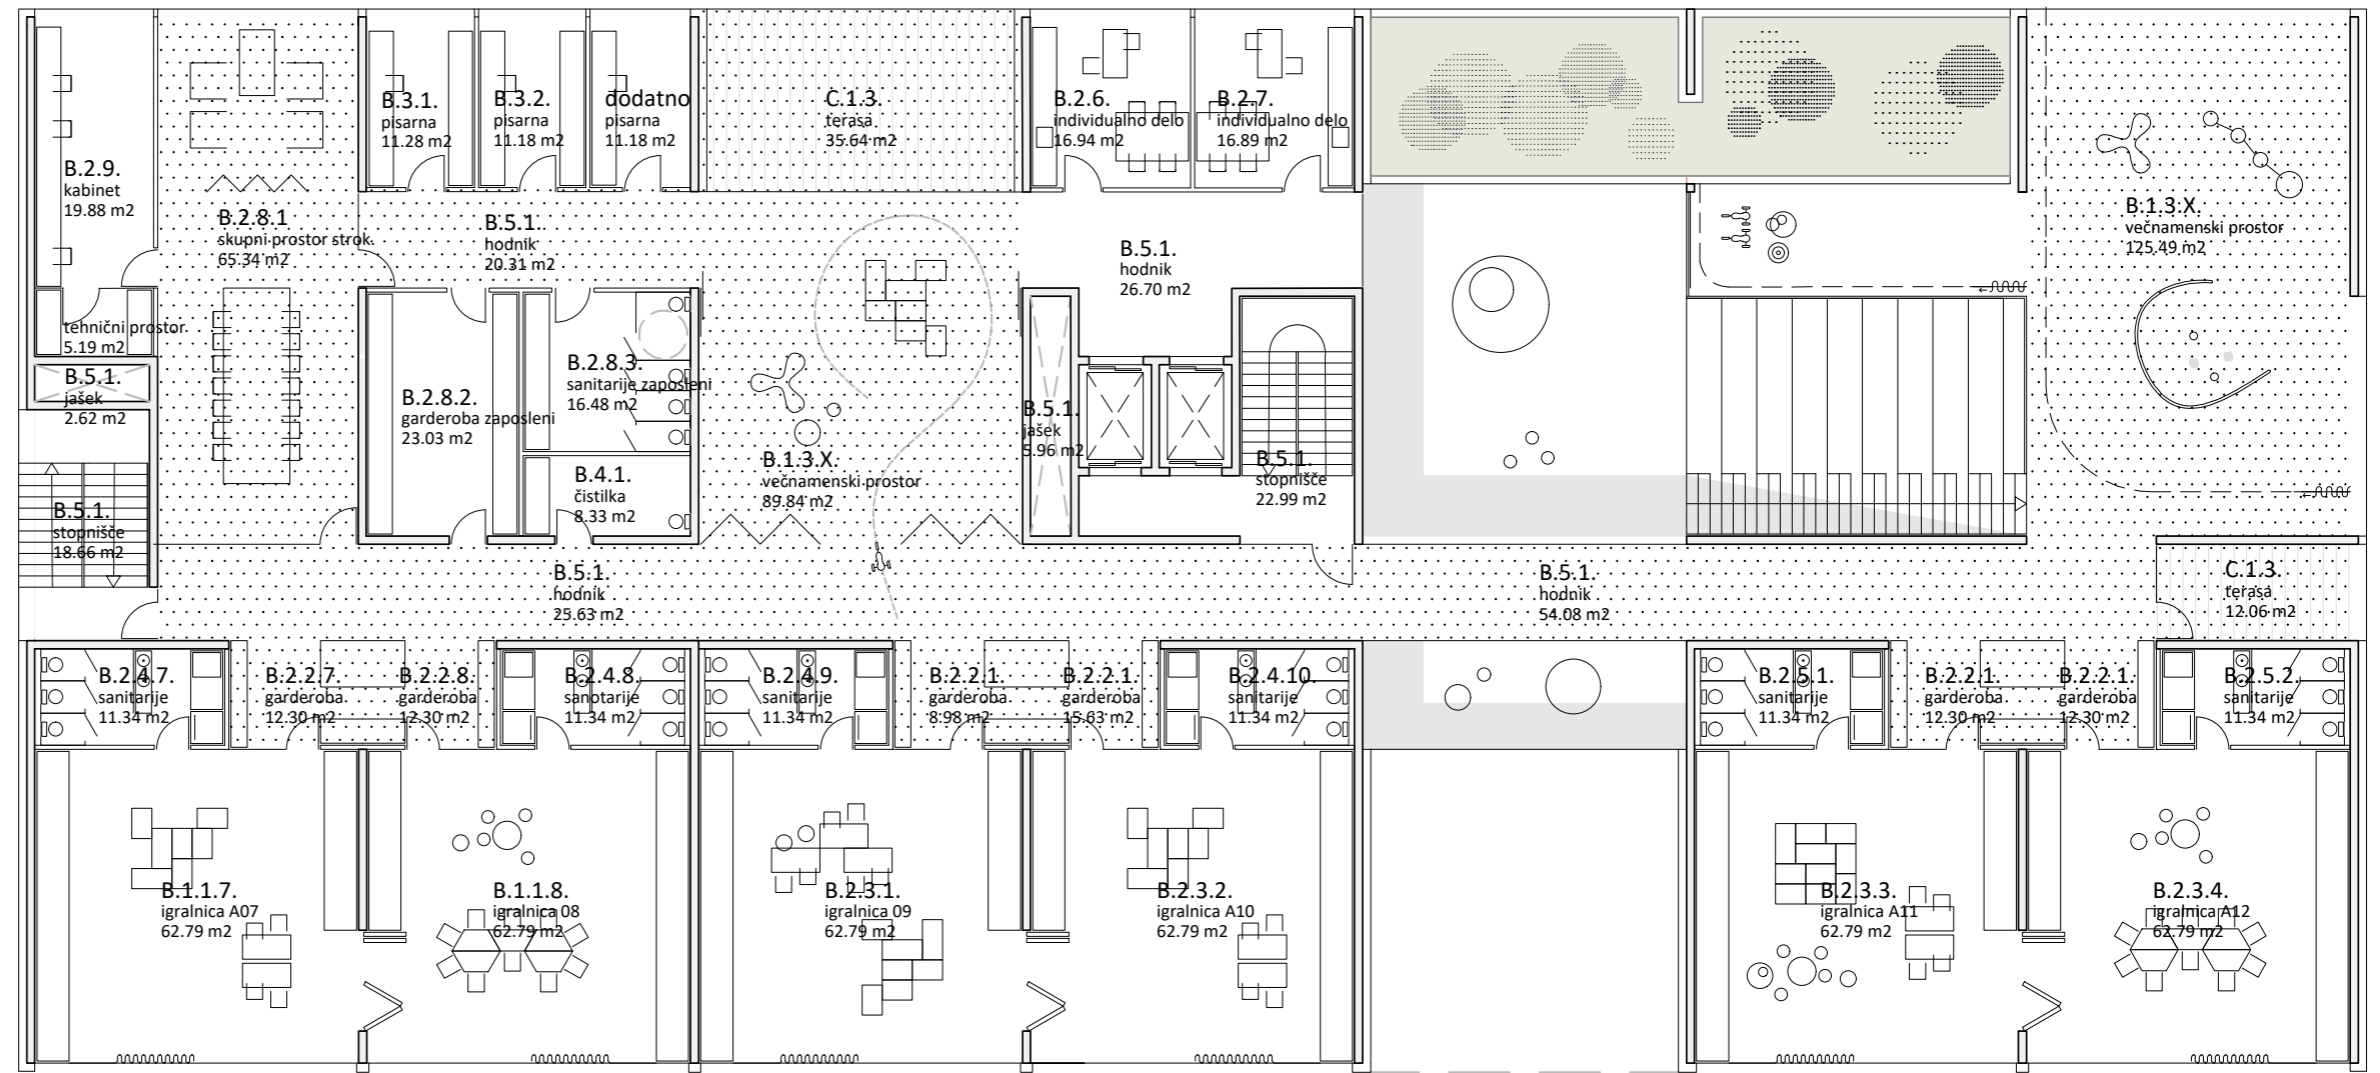 B.2.9.
kabinet
19.88 m2
B.2.8.1
skupni prostor strok.
65.34 m2
B.3.1.
pisarna
11.28 m2
B.3.2.
pisarna
11.18 m2
dodatno
pisarna
11.18 m2
C.1.3.
terasa
35.64 m2
B.2.6.
individualno delo
16.94 m2
B.2.7.
individualno delo
16.89 m2
B.1.3.X.
večnamenski prostor
125.49 m2
B.5.1.
hodnik
20.31 m2
B.5.1.
hodnik
26.70 m2
tehnični prostor
5.19 m2
B.5.1.
jašek
2.62 m2
B.2.8.2.
garderoba zaposleni
23.03 m2
B.2.8.3.
sanitarije zaposleni
16.48 m2
B.4.1.
čistilka
8.33 m2
B.1.3.X.
večnamenski prostor
89.84 m2
B.5.1.
jašek
5.96 m2
B.5.1.
stopnišče
22.99 m2
B.5.1.
stopnišče
18.66 m2
B.5.1.
hodnik
25.63 m2
B.5.1.
hodnik
54.08 m2
C.1.3.
terasa
12.06 m2
B.2.4.7.
sanitarije
11.34 m2
B.2.2.7.
garderoba
12.30 m2
B.2.2.8.
garderoba
12.30 m2
B.2.4.8.
sanotarije
11.34 m2
B.2.4.9.
sanitarije
11.34 m2
B.2.2.1.
garderoba
8.98 m2
B.2.2.1.
garderoba
15.63 m2
B.2.4.10.
sanitarije
11.34 m2
B.2.5.1.
sanitarije
11.34 m2
B.2.2.1.
garderoba
12.30 m2
B.2.2.1.
garderoba
12.30 m2
B.2.5.2.
sanitarije
11.34 m2
B.1.1.7.
igralnica A07
62.79 m2
B.1.1.8.
igralnica 08
62.79 m2
B.2.3.1.
igralnica 09
62.79 m2
B.2.3.2.
igralnica A10
62.79 m2
B.2.3.3.
igralnica A11
62.79 m2
B.2.3.4.
igralnica A12
62.79 m2